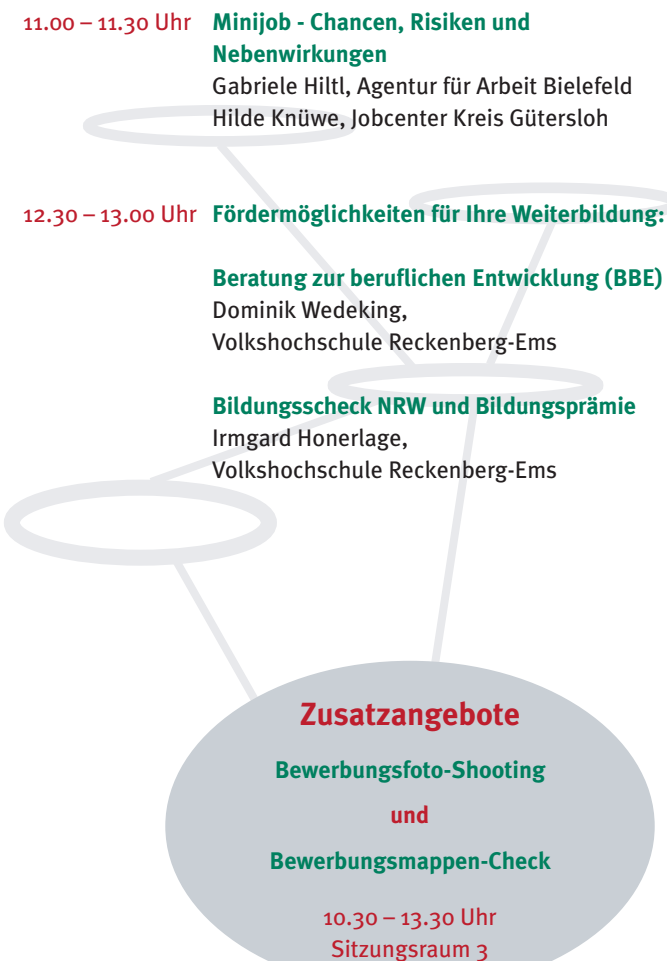 11.00 – 11.30 Uhr Minijob - Chancen, Risiken und
Nebenwirkungen
Gabriele Hiltl, Agentur für Arbeit Bielefeld
Hilde Knüwe, Jobcenter Kreis Gütersloh
12.30 – 13.00 Uhr Fördermöglichkeiten für Ihre Weiterbildung:
Beratung zur beruflichen Entwicklung (BBE)
Dominik Wedeking,
Volkshochschule Reckenberg-Ems
Bildungsscheck NRW und Bildungsprämie
Irmgard Honerlage,
Volkshochschule Reckenberg-Ems
Zusatzangebote
Bewerbungsfoto-Shooting
und
Bewerbungsmappen-Check
10.30 – 13.30 Uhr
Sitzungsraum 3